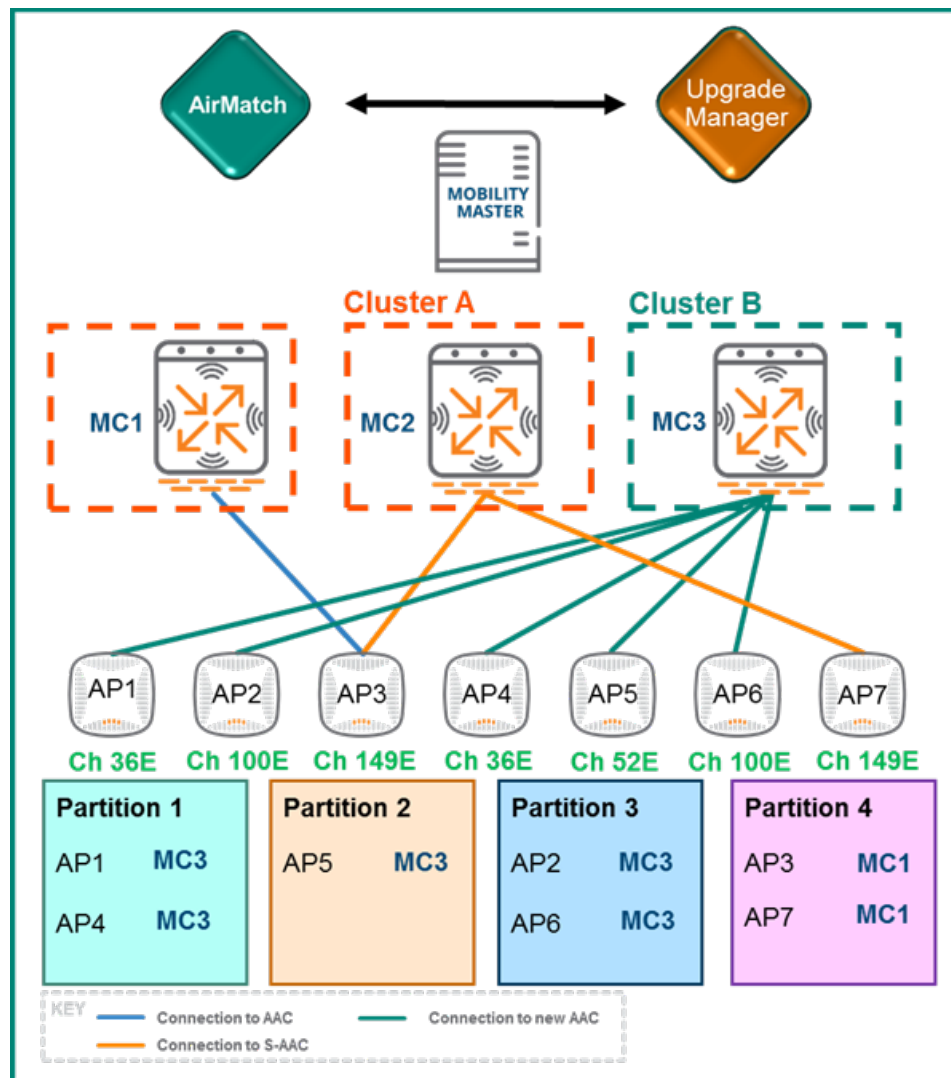 AirMatch
Upgrade
Manager
MOBILITY
MASTER
Cluster A
Cluster B
MC1
MC2
MC3
AP1
AP2
AP3
AP4
AP5
AP6
AP7
Ch 36E
Ch 100E
Ch 149E
Ch 36E
Ch 52E
Ch 100E
Ch 149E
Partition 1
AP1 MC3
AP4 MC3
Partition 2
AP5 MC3
Partition 3
AP2 MC3
AP6 MC3
Partition 4
AP3 MC1
AP7 MC1
KEY
Connection to AAC
Connection to new AAC
Connection to S-AAC